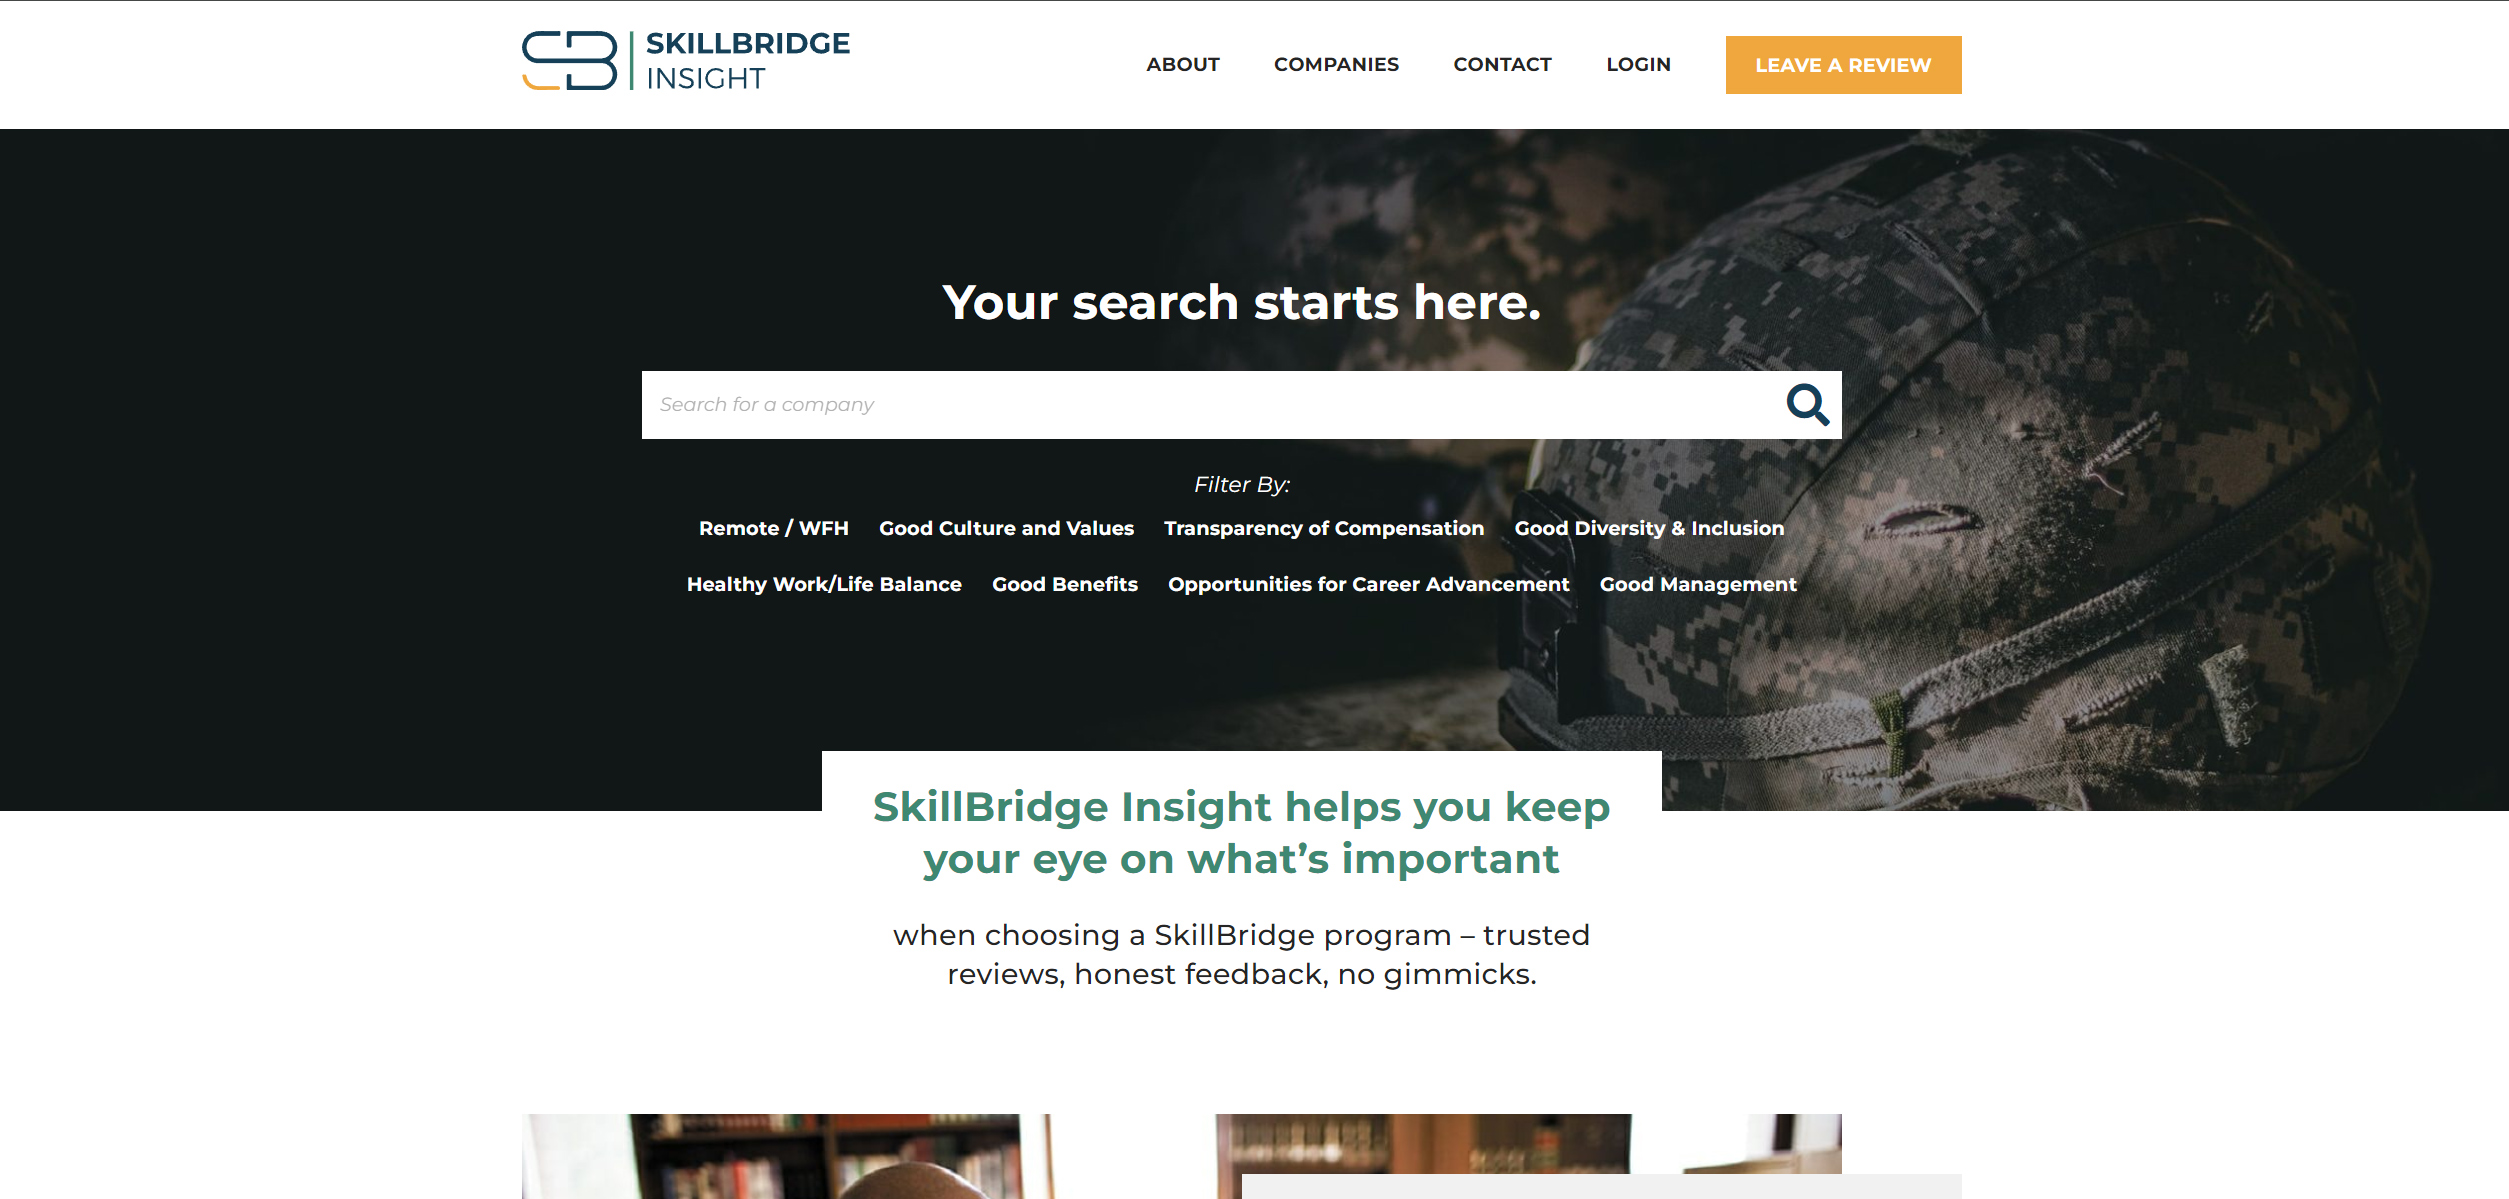 SKILLBRIDGE
INSIGHT
ABOUT COMPANIES CONTACT LOGIN LEAVE A REVIEW
Your search starts here.
Search for a company
Filter By:
Remote / WFH Good Culture and Values Transparency of Compensation Good Diversity & Inclusion
Healthy Work/Life Balance Good Benefits Opportunities for Career Advancement Good Management
SkillBridge Insight helps you keep
your eye on what’s important
when choosing a SkillBridge program – trusted
reviews, honest feedback, no gimmicks.